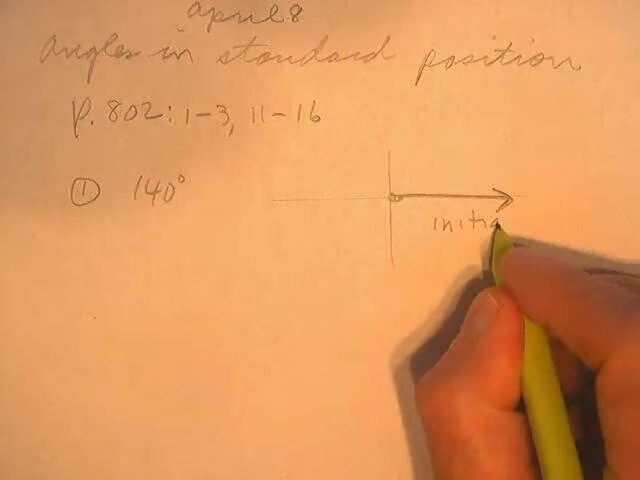 april 8
Angles in standard position
p. 802: 1-3, 11-16
① 140°
initia